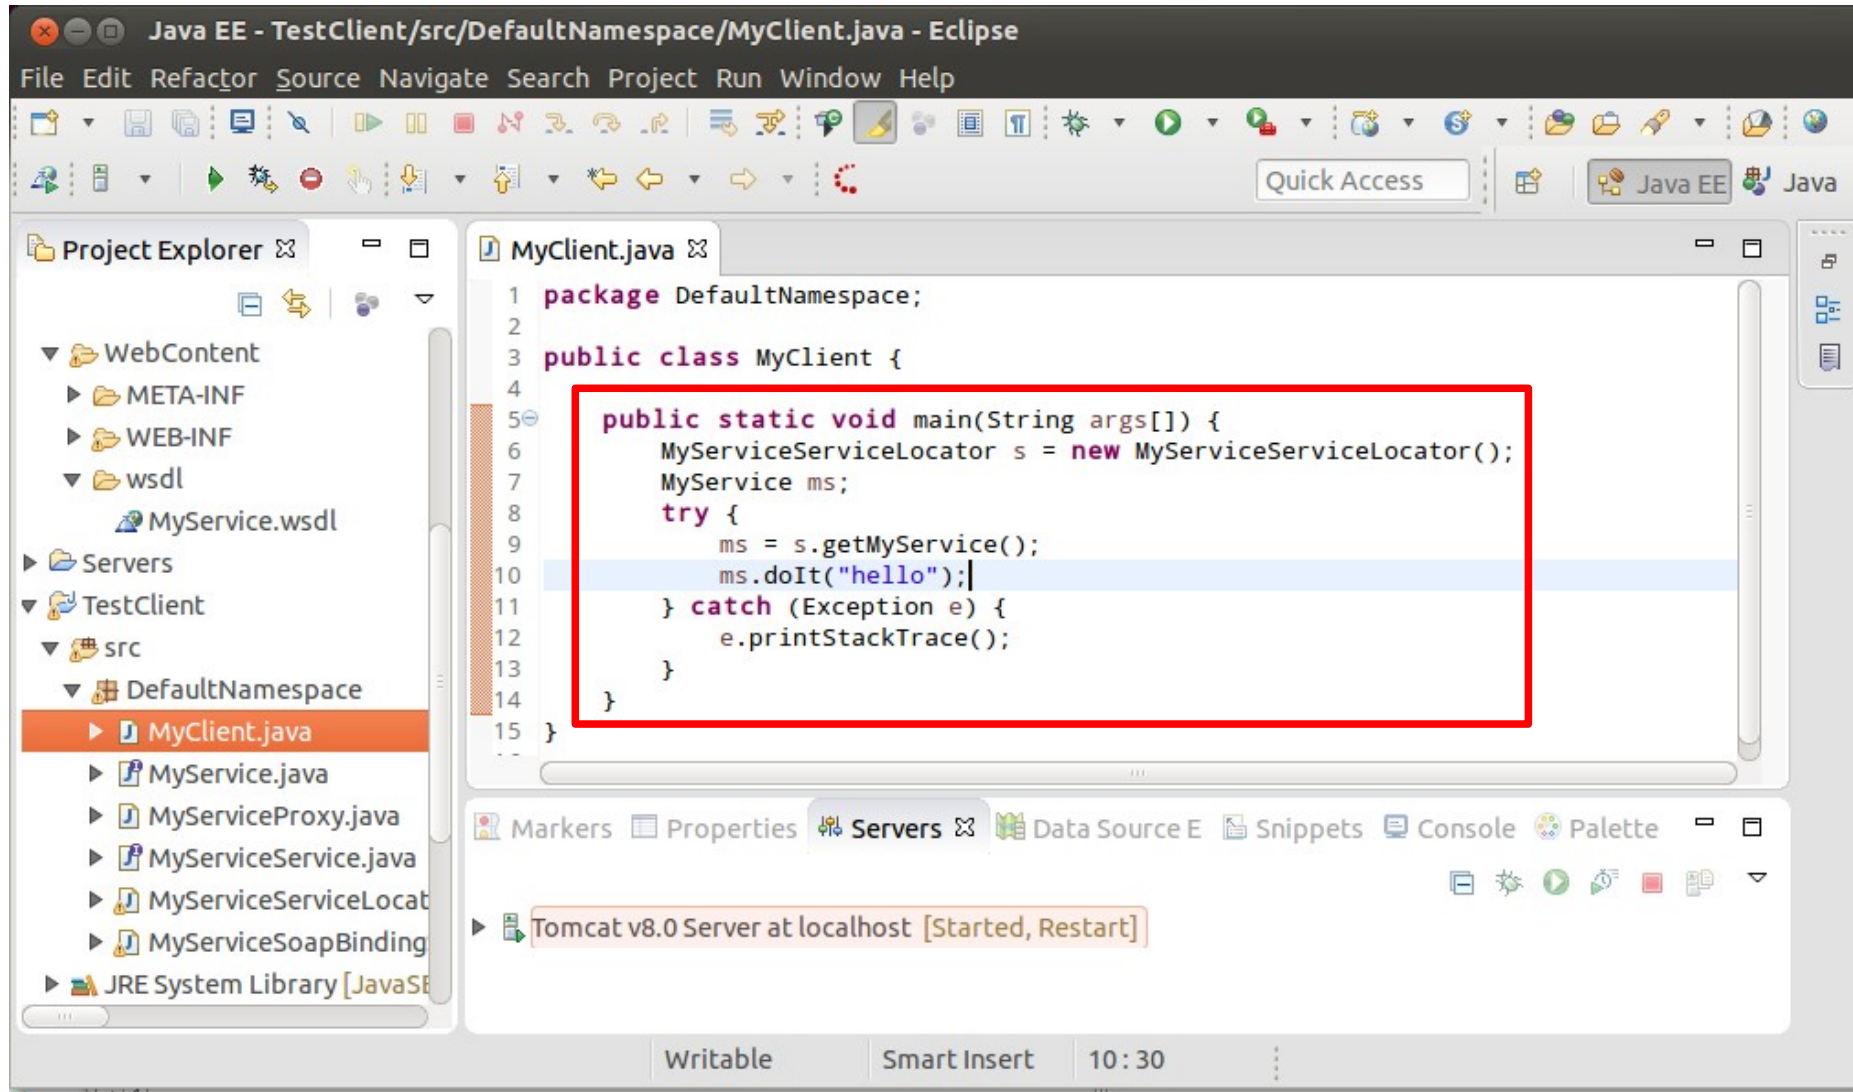 Java EE - TestClient/src/DefaultNamespace/MyClient.java - Eclipse
File Edit Refactor Source Navigate Search Project Run Window Help
Quick Access
Java EE
Java
Project Explorer
WebContent
META-INF
WEB-INF
wsdl
MyService.wsdl
Servers
TestClient
src
DefaultNamespace
MyClient.java
MyService.java
MyServiceProxy.java
MyServiceService.java
MyServiceServiceLocat
MyServiceSoapBinding
JRE System Library [JavaSE
MyClient.java
1 package DefaultNamespace;
2
3 public class MyClient {
4
5 public static void main(String args[]) {
6 MyServiceServiceLocator s = new MyServiceServiceLocator();
7 MyService ms;
8 try {
9 ms = s.getMyService();
10 ms.doIt("hello");
11 } catch (Exception e) {
12 e.printStackTrace();
13 }
14 }
15 }
Markers Properties Servers Data Source E Snippets Console Palette
Tomcat v8.0 Server at localhost [Started, Restart]
Writable Smart Insert 10 : 30